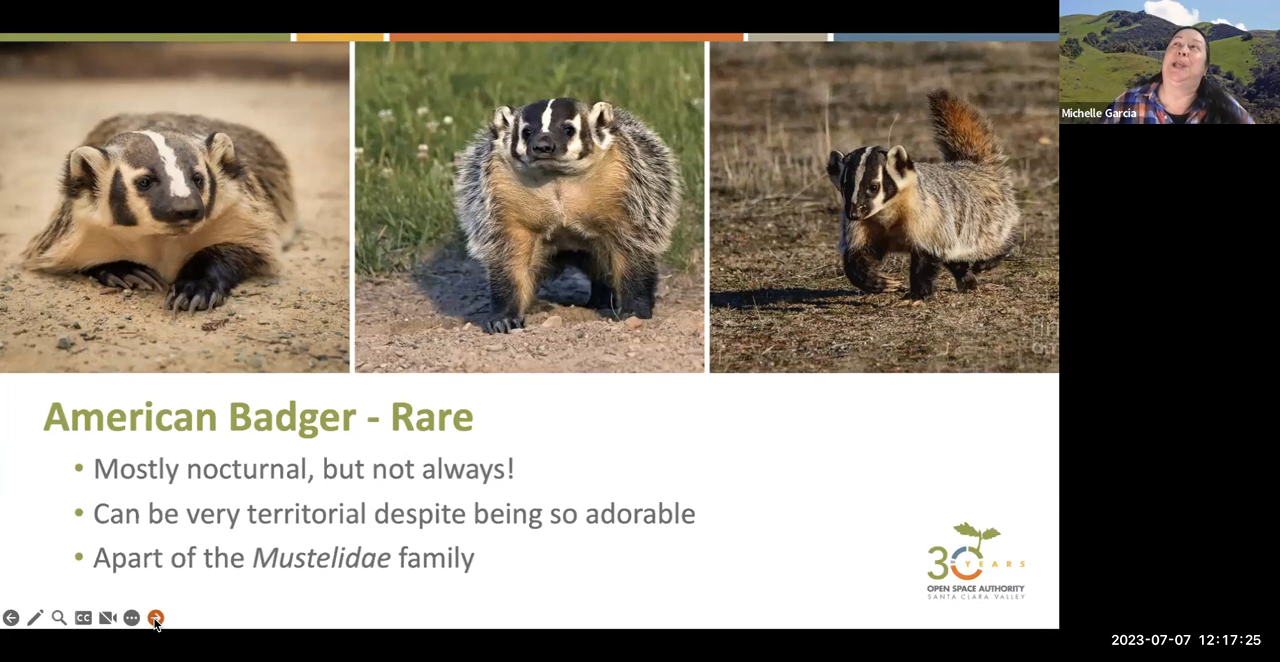 Michelle Garcia
American Badger - Rare
• Mostly nocturnal, but not always!
• Can be very territorial despite being so adorable
• Apart of the Mustelidae family
30 YEARS
OPEN SPACE AUTHORITY
SANTA CLARA VALLEY
CC
2023-07-07 12:17:25